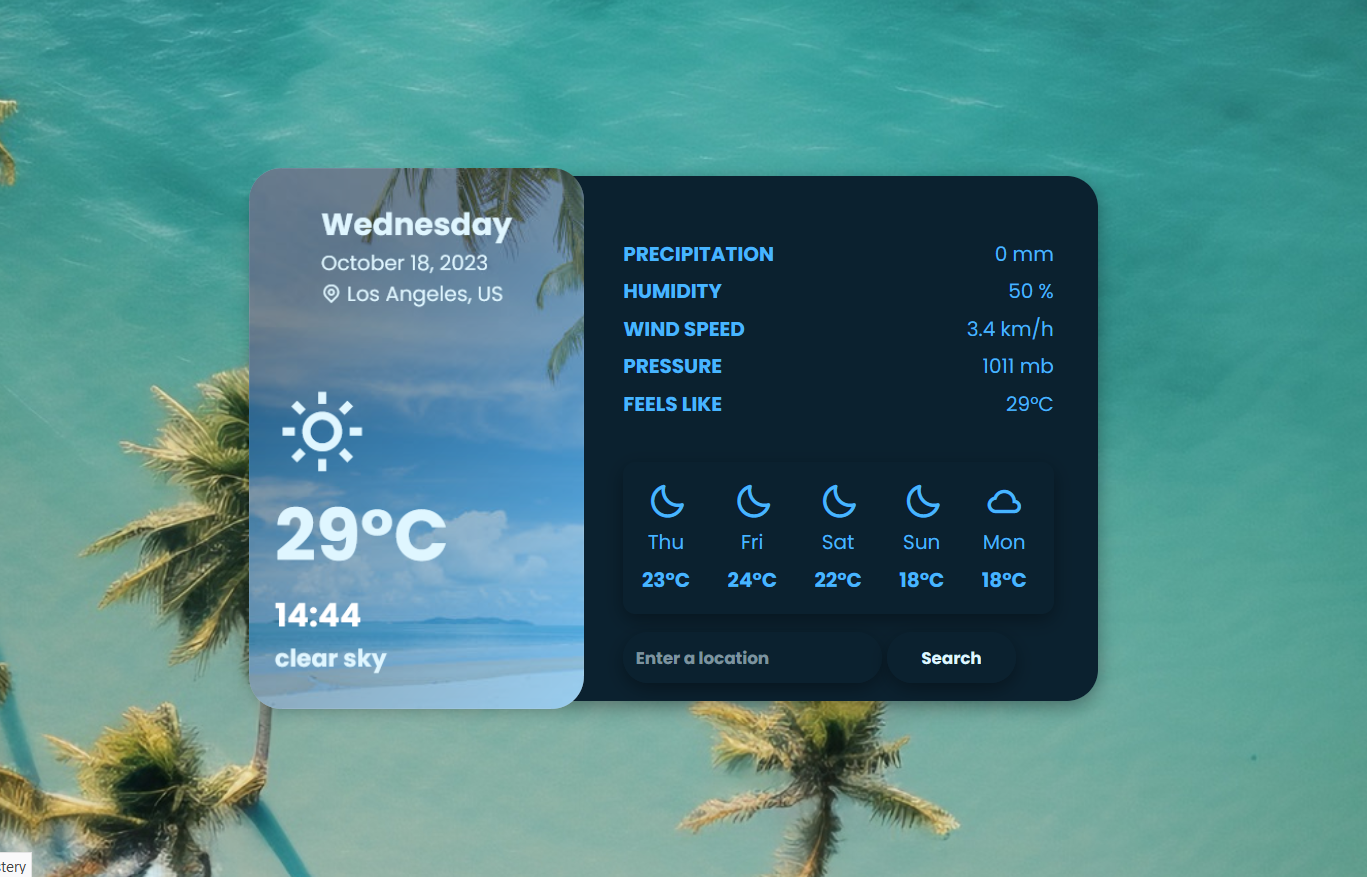 Wednesday
October 18, 2023
Los Angeles, US
29°C
14:44
clear sky
PRECIPITATION 0 mm
HUMIDITY 50 %
WIND SPEED 3.4 km/h
PRESSURE 1011 mb
FEELS LIKE 29°C
Thu Fri Sat Sun Mon
23°C 24°C 22°C 18°C 18°C
Enter a location Search
tery